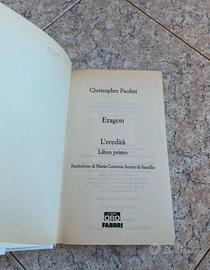 Christopher Paolini
Eragon
L'eredità
Libro primo
Traduzione di Maria Concetta Scotto di Santillo
ORO
FABBRI